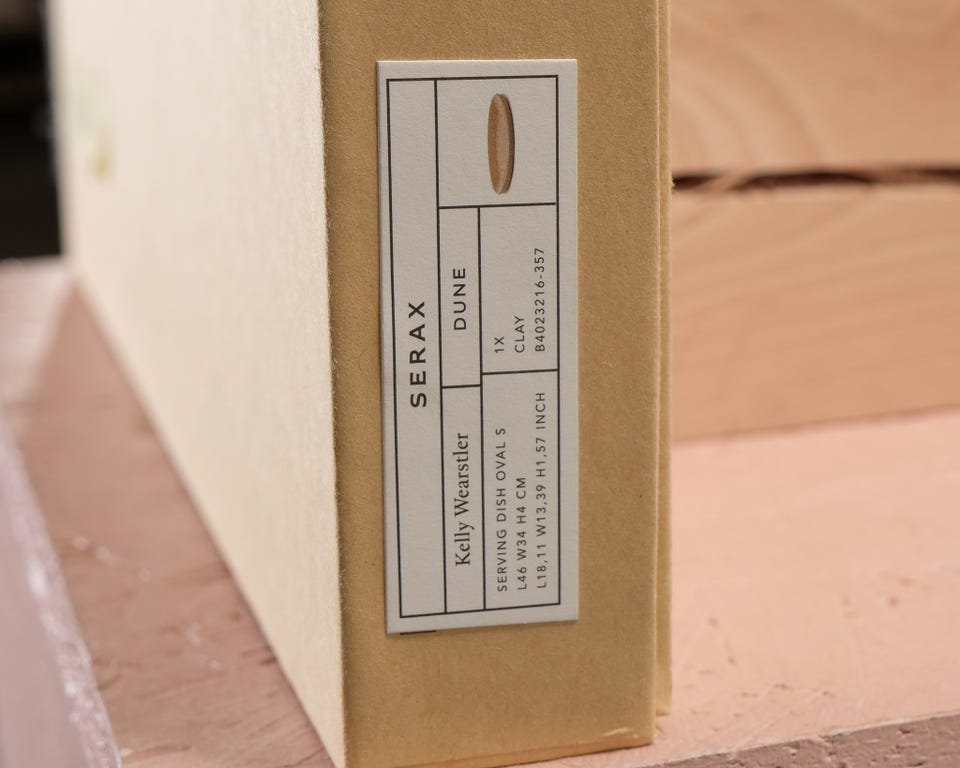 SERAX
Kelly Wearstler
DUNE
SERVING DISH OVAL S
L46 W34 H4 CM
L18,11 W13,39 H1,57 INCH
1X
CLAY
B4023216-357